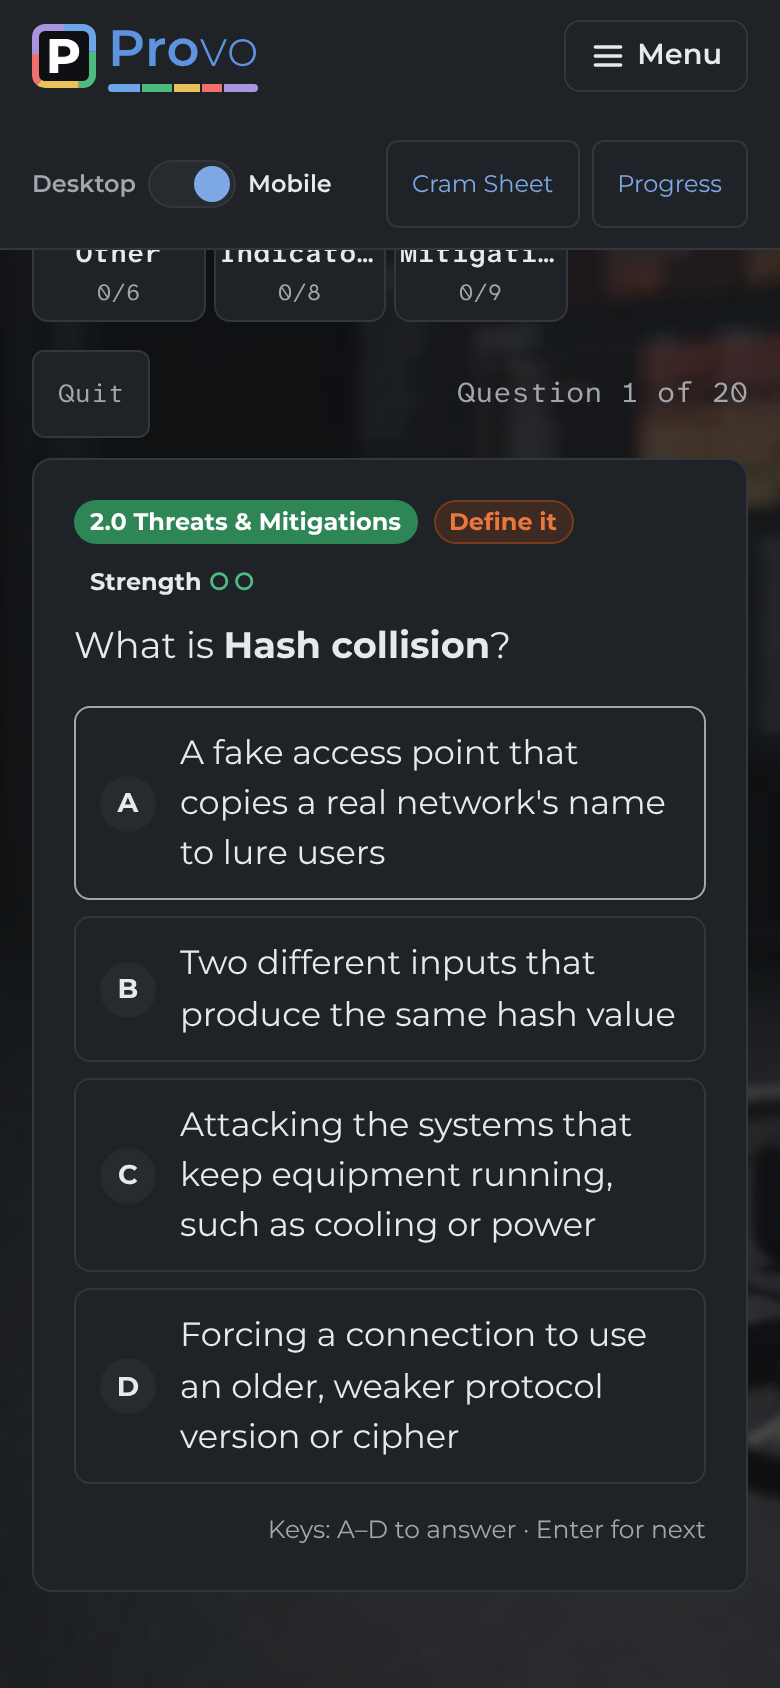 P Provo
Menu
Desktop Mobile Cram Sheet Progress
Other Indicato… Mitigati…
0/6 0/8 0/9
Quit Question 1 of 20
2.0 Threats & Mitigations Define it
Strength
What is Hash collision?
A fake access point that
A copies a real network's name
to lure users
Two different inputs that
B produce the same hash value
Attacking the systems that
C keep equipment running,
such as cooling or power
Forcing a connection to use
D an older, weaker protocol
version or cipher
Keys: A–D to answer · Enter for next